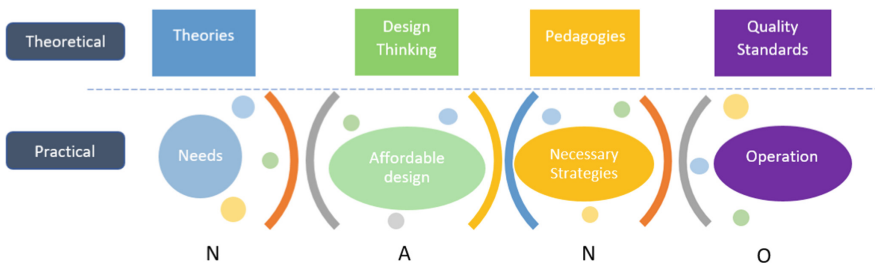 Theoretical
Theories
Design
Thinking
Pedagogies
Quality
Standards
Practical
Needs
Affordable
design
Necessary
Strategies
Operation
N
A
N
O